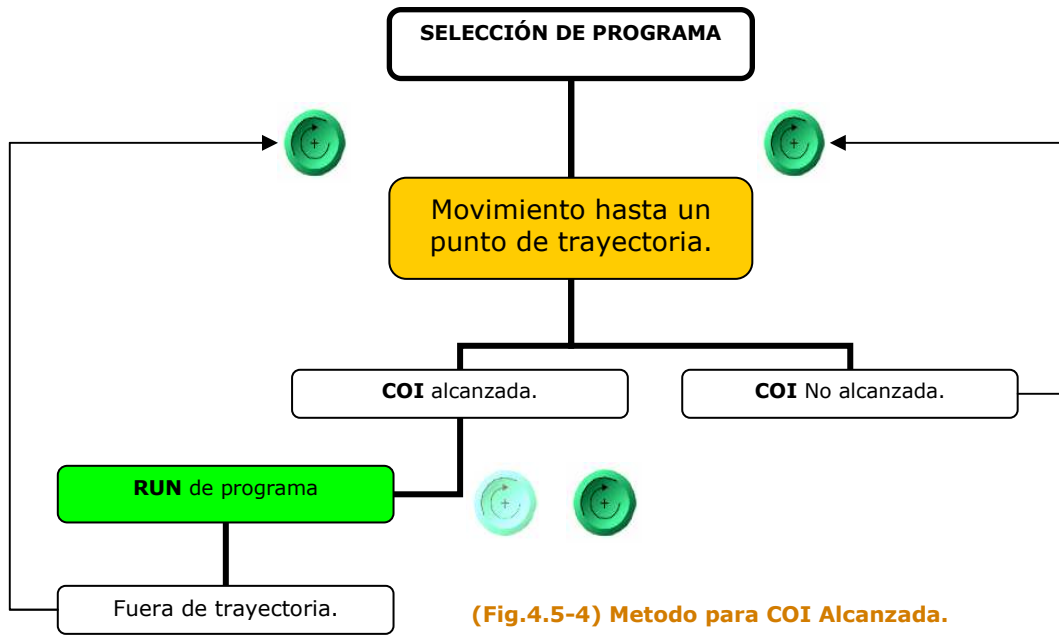 SELECCIÓN DE PROGRAMA
Movimiento hasta un
punto de trayectoria.
COI alcanzada.
COI No alcanzada.
RUN de programa
Fuera de trayectoria.
(Fig.4.5-4) Metodo para COI Alcanzada.